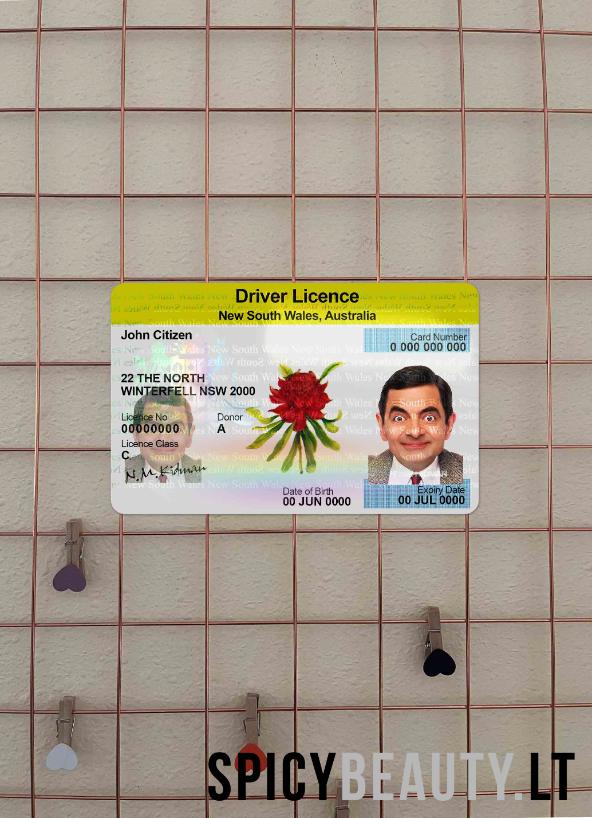 Driver Licence
New South Wales, Australia
John Citizen
Card Number
0 000 000 000
22 THE NORTH
WINTERFELL NSW 2000
Licence No
00000000
Donor
A
Licence Class
C
N.M.Kidman
Date of Birth
00 JUN 0000
Expiry Date
00 JUL 0000
SPICYBEAUTY.LT